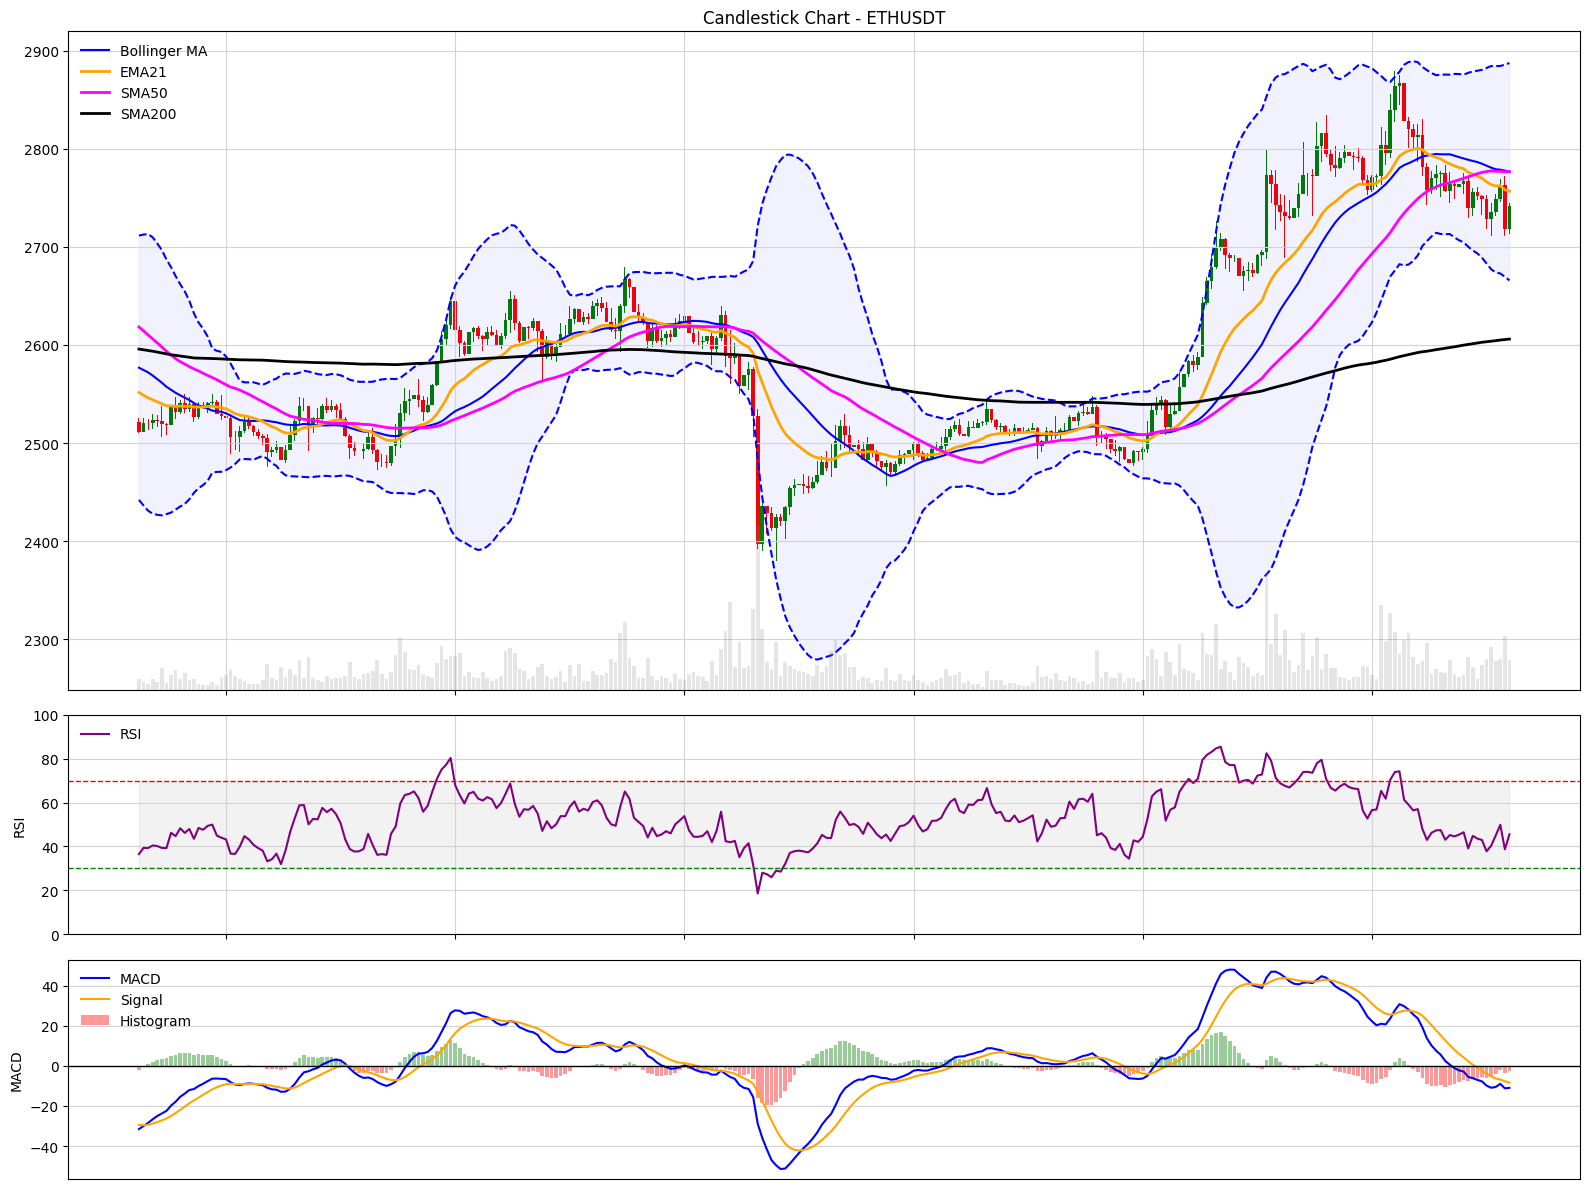 Candlestick Chart - ETHUSDT
Bollinger MA
EMA21
SMA50
SMA200
2900
2800
2700
2600
2500
2400
2300
RSI
100
80
60
40
20
0
RSI
MACD
Signal
Histogram
40
20
0
−20
−40
MACD